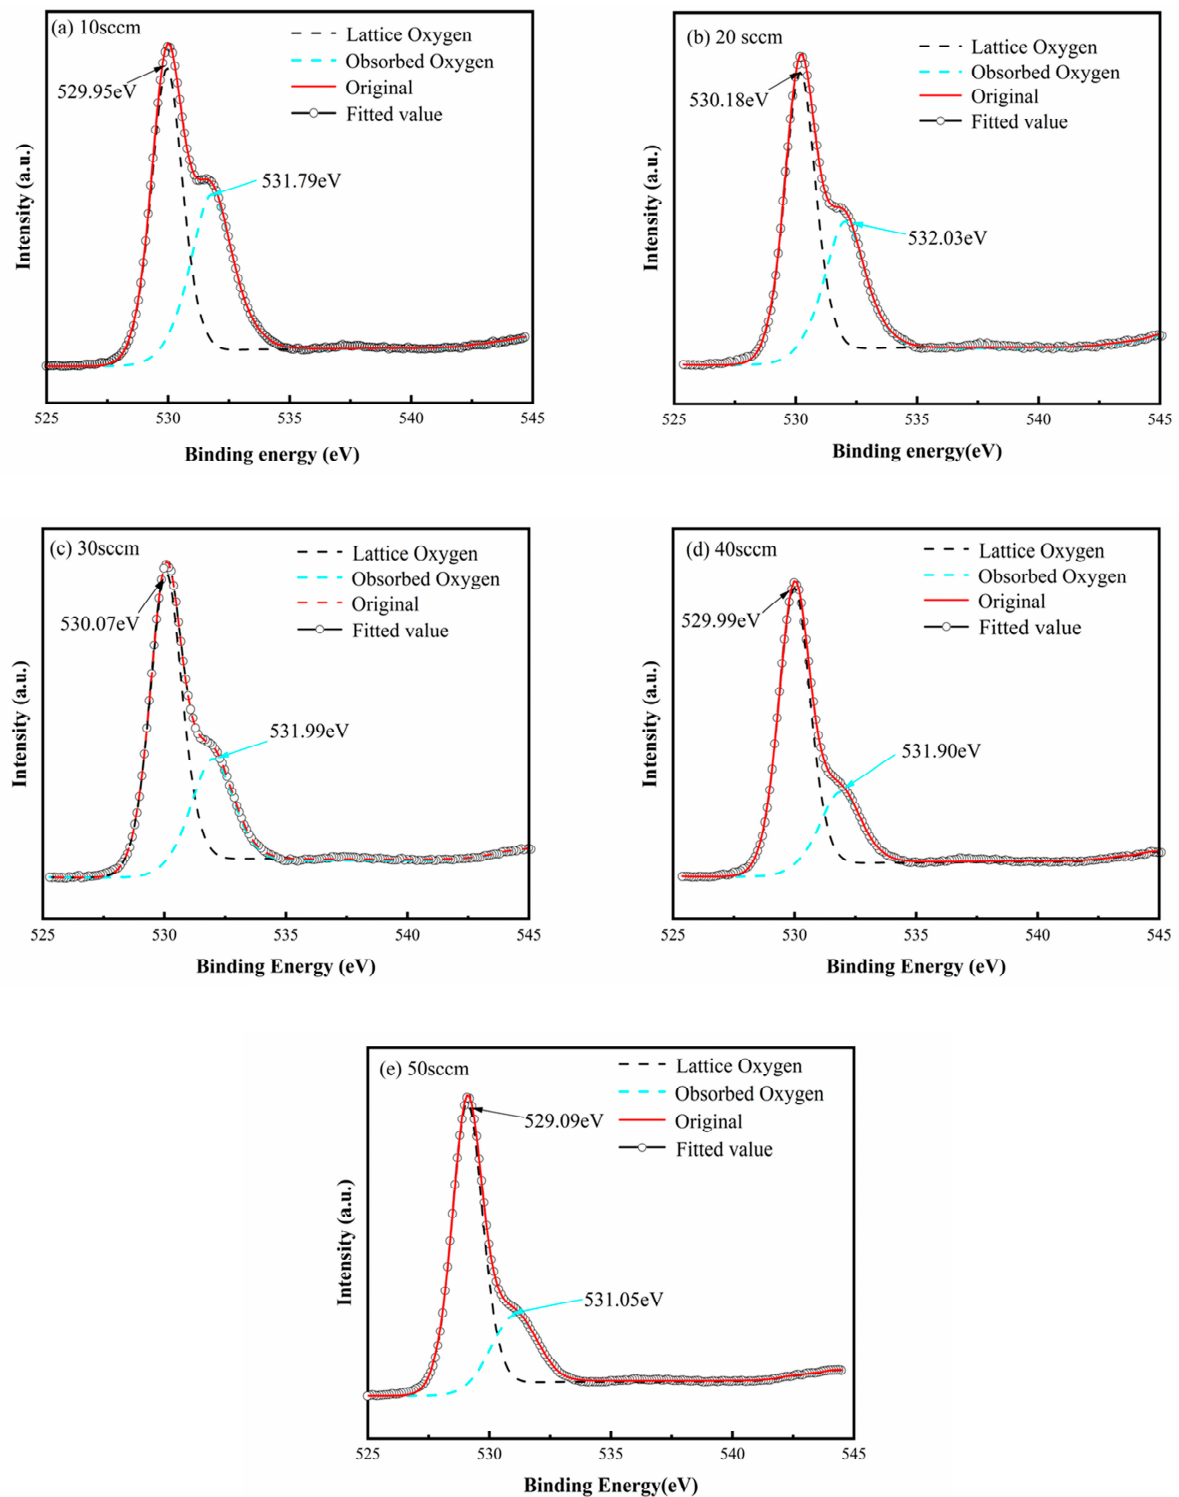 (a) 10sccm
Lattice Oxygen
Obsorbed Oxygen
Original
Fitted value
529.95eV
531.79eV
Intensity (a.u.)
525 530 535 540 545
Binding energy (eV)
(b) 20 sccm
Lattice Oxygen
Obsorbed Oxygen
Original
Fitted value
530.18eV
532.03eV
Intensity (a.u.)
525 530 535 540 545
Binding energy(eV)
(c) 30sccm
Lattice Oxygen
Obsorbed Oxygen
Original
Fitted value
530.07eV
531.99eV
Intensity (a.u.)
525 530 535 540 545
Binding Energy (eV)
(d) 40sccm
Lattice Oxygen
Obsorbed Oxygen
Original
Fitted value
529.99eV
531.90eV
Intensity (a.u.)
525 530 535 540 545
Binding Energy (eV)
(e) 50sccm
Lattice Oxygen
Obsorbed Oxygen
Original
Fitted value
529.09eV
531.05eV
Intensity (a.u.)
525 530 535 540 545
Binding Energy(eV)